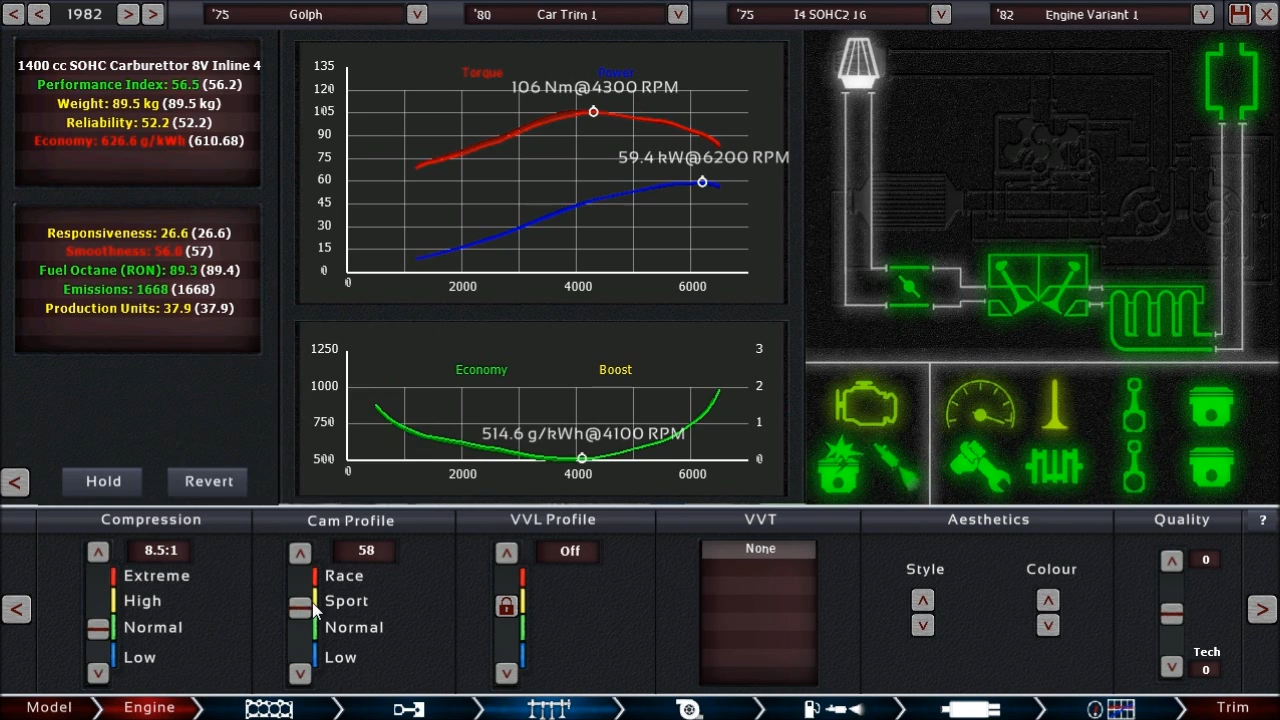 1982 '75 Golph '80 Car Trim 1 '75 I4 SOHC2 16 '82 Engine Variant 1
1400 cc SOHC Carburettor 8V Inline 4
Performance Index: 56.5 (56.2)
Weight: 89.5 kg (89.5 kg)
Reliability: 52.2 (52.2)
Economy: 626.6 g/kWh (610.68)
Responsiveness: 26.6 (26.6)
Smoothness: 56.0 (57)
Fuel Octane (RON): 89.3 (89.4)
Emissions: 1668 (1668)
Production Units: 37.9 (37.9)
Hold Revert
135
120
105
90
75
60
45
30
15
0
Torque Power
106 Nm@4300 RPM
59.4 kW@6200 RPM
0 2000 4000 6000
1250 3
1000 2
750 1
500 0
Economy Boost
514.6 g/kWh@4100 RPM
0 2000 4000 6000
Compression Cam Profile VVL Profile VVT Aesthetics Quality ?
8.5:1 58 Off None 0
Extreme
High
Normal
Low
Race
Sport
Normal
Low
Style Colour
Tech
0
Model Engine Trim